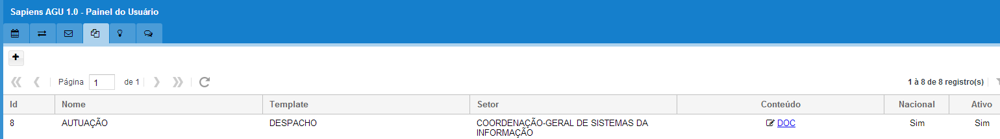 Sapiens AGU 1.0 - Painel do Usuário
Página 1 de 1 1 à 8 de 8 registro(s)
Id Nome Template Setor Conteúdo Nacional Ativo
8 AUTUAÇÃO DESPACHO COORDENAÇÃO-GERAL DE SISTEMAS DA DOC Sim Sim
INFORMAÇÃO